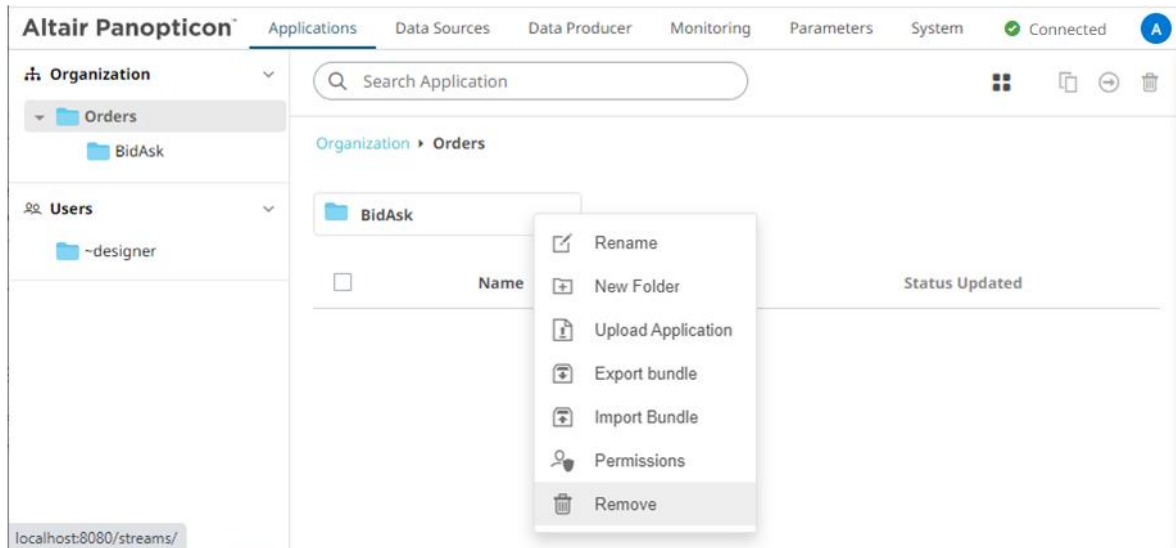 Altair Panopticon™ Applications Data Sources Data Producer Monitoring Parameters System Connected A
Organization
Search Application
Orders
BidAsk
Organization Orders
Users
~designer
BidAsk
Rename
New Folder
Upload Application
Export bundle
Import Bundle
Permissions
Remove
Name Status Updated
localhost:8080/streams/